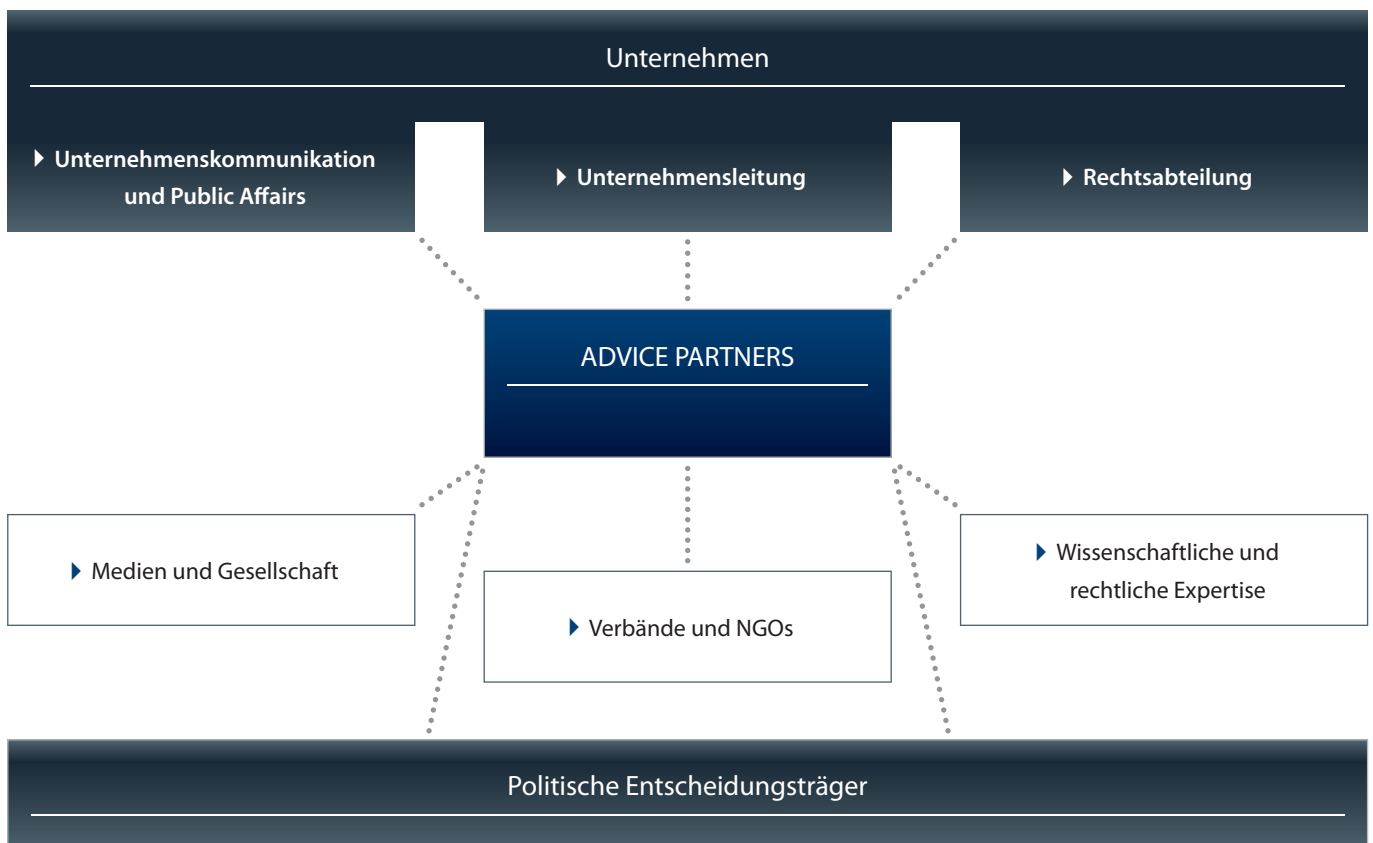 Unternehmen
Unternehmenskommunikation
und Public Affairs
Unternehmensleitung
Rechtsabteilung
ADVICE PARTNERS
Medien und Gesellschaft
Verbände und NGOs
Wissenschaftliche und
rechtliche Expertise
Politische Entscheidungsträger